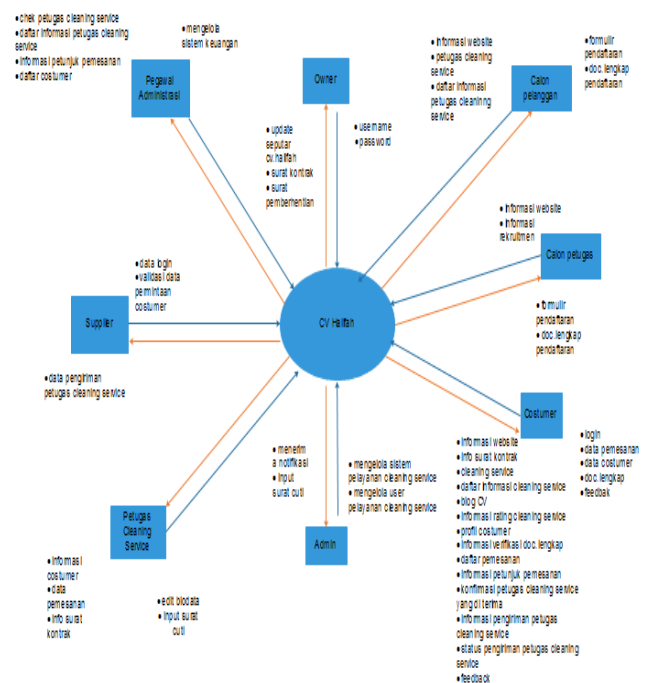 ● chek petugas cleaning service
● daftar informasi petugas cleaning
service
● informasi petunjuk pemesanan
● daftar costumer
● mengelola
sistem keuangan
Pegawai
Administrasi
Owner
● update
seputar
cv.halifah
● surat kontrak
● surat
pemberhentian
● username
● password
● informasi website
● petugas cleaning
service
● daftar informasi
petugas cleaninng
service
Calon
pelanggan
● formulir
pendaftaran
● doc.lengkap
pendaftaran
● informasi website
● informasi
rekruitmen
Calon petugas
● formulir
pendaftaran
● doc.lengkap
pendaftaran
● data login
● validasi data
permintaan
costumer
Supplier
● data pengiriman
petugas cleaning service
CV Halifah
Costumer
● login
● data pemesanan
● data costumer
● doc.lengkap
● feedbak
● informasi website
● info surat kontrak
● cleaning service
● daftar informasi cleaning service
● blog CV
● informasi rating cleaning service
● profil costumer
● informasi verifikasi doc.lengkap
● daftar pemesanan
● informasi petunjuk pemesanan
● konfirmasi petugas cleaning service
yang di terima
● informasi pengiriman petugas
cleaning service
● status pengiriman petugas cleaning
service
● feedback
● menerim
a notifikasi
● input
surat cuti
● mengelola sistem
pelayanan cleaning service
● mengelola user
pelayanan cleaning service
Admin
Petugas
Cleaning
Service
● informasi
costumer
● data
pemesanan
● info surat
kontrak
● edit biodata
● input surat
cuti